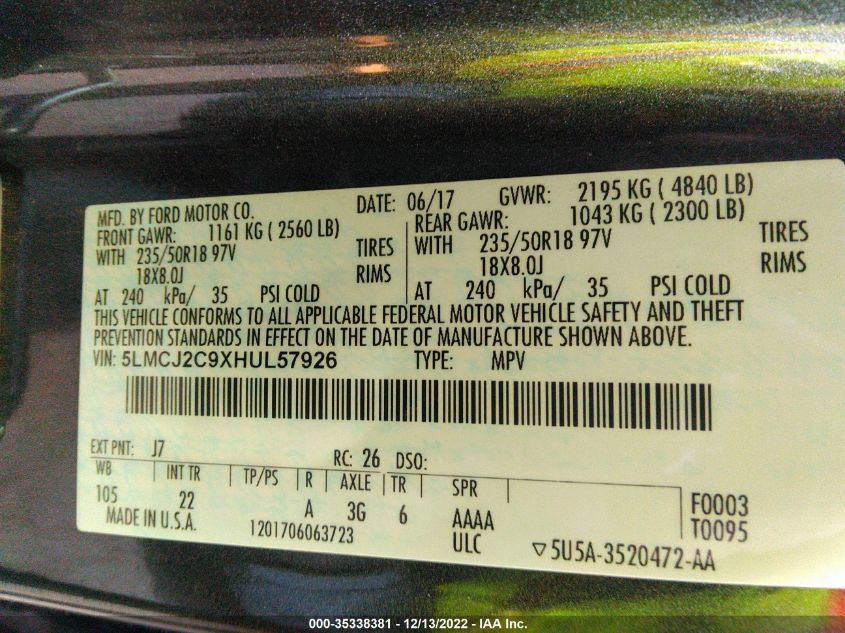 MFD. BY FORD MOTOR CO. DATE: 06/17 GVWR: 2195 KG ( 4840 LB)
FRONT GAWR: 1161 KG ( 2560 LB) REAR GAWR: 1043 KG ( 2300 LB)
WITH 235/50R18 97V TIRES WITH 235/50R18 97V TIRES
18X8.0J RIMS 18X8.0J RIMS
AT 240 kPa/ 35 PSI COLD AT 240 kPa/ 35 PSI COLD
THIS VEHICLE CONFORMS TO ALL APPLICABLE FEDERAL MOTOR VEHICLE SAFETY AND THEFT
PREVENTION STANDARDS IN EFFECT ON THE DATE OF MANUFACTURE SHOWN ABOVE.
VIN: 5LMCJ2C9XHUL57926 TYPE: MPV
EXT PNT: J7 RC: 26 DSO:
WB INT TR TP/PS R AXLE TR SPR
105 22 A 3G 6 AAAA F0003
MADE IN U.S.A. 1201706063723 ULC T0095
▽5U5A-3520472-AA
000-35338381 - 12/13/2022 - IAA Inc.